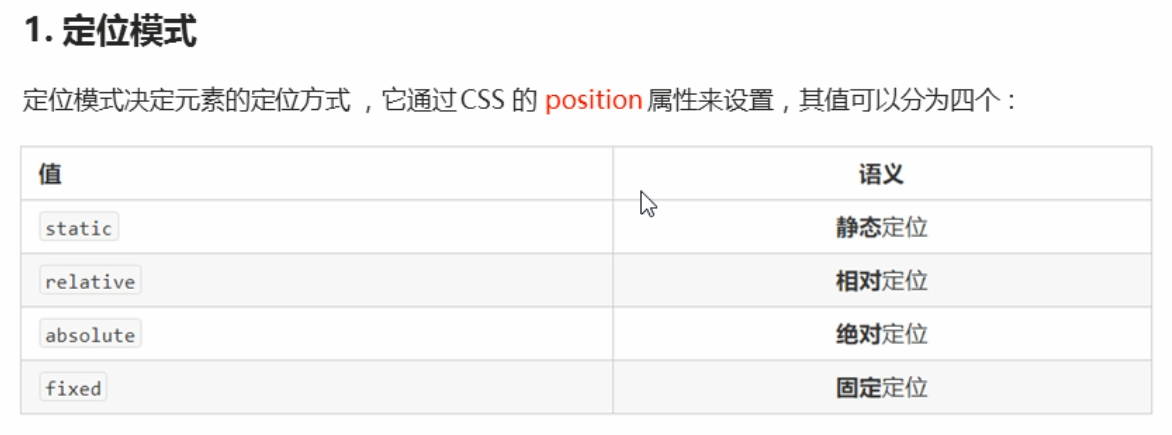 1. 定位模式
定位模式决定元素的定位方式 ，它通过CSS 的 position 属性来设置，其值可以分为四个：
值 语义
static 静态定位
relative 相对定位
absolute 绝对定位
fixed 固定定位